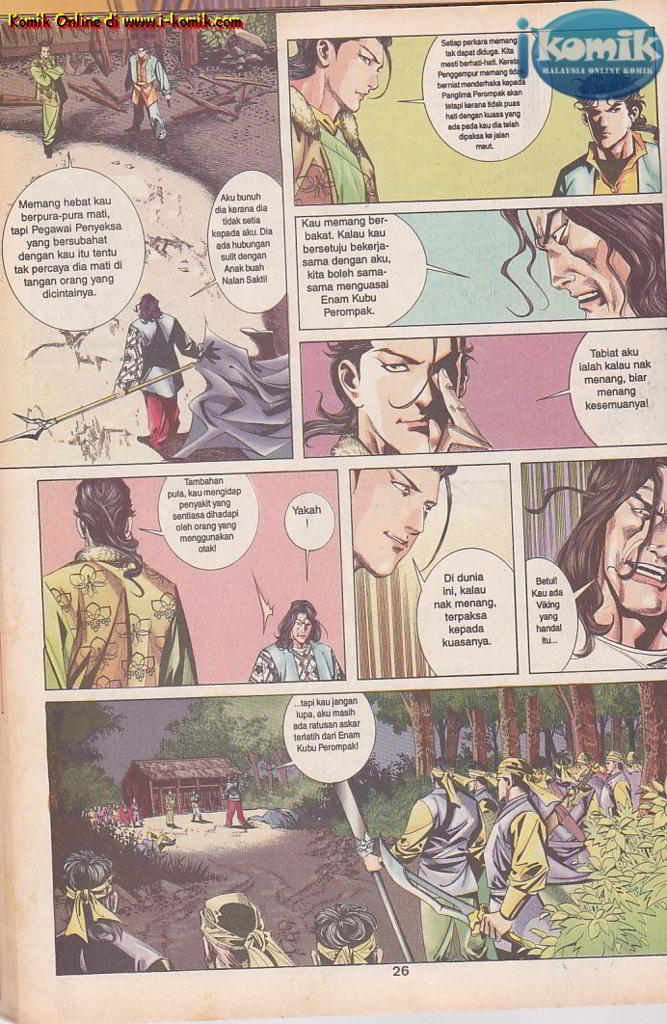 Komik Online di www.i-komik.com
ikomik
MALAYSIA ONLINE KOMIK
Memang hebat kau
berpura-pura mati,
tapi Pegawai Penyeksa
yang bersubahat
dengan kau itu tentu
tak percaya dia mati di
tangan orang yang
dicintainya.
Aku bunuh
dia kerana dia
tidak setia
kepada aku. Dia
ada hubungan
sulit dengan
Anak buah
Nalan Sakti!
Setiap perkara memang
tak dapat diduga. Kita
mesti berhati-hati. Kereta
Penggempur memang tidak
berniat menderhaka kepada
Panglima Perompak akan
tetapi kerana tidak puas
hati dengan kuasa yang
ada pada kau dia telah
dipaksa ke jalan
maut.
Kau memang ber-
bakat. Kalau kau
bersetuju bekerja-
sama dengan aku,
kita boleh sama-
sama menguasai
Enam Kubu
Perompak.
Tabiat aku
ialah kalau nak
menang, biar
menang
kesemuanya!
Tambahan
pula, kau mengidap
penyakit yang
sentiasa dihadapi
oleh orang yang
menggunakan
otak!
Yakah
!
Di dunia
ini, kalau
nak menang,
terpaksa
kepada
kuasanya.
Betul!
Kau ada
Viking
yang
handal
itu...
...tapi kau jangan
lupa, aku masih
ada ratusan askar
terlatih dari Enam
Kubu Perompak!
26